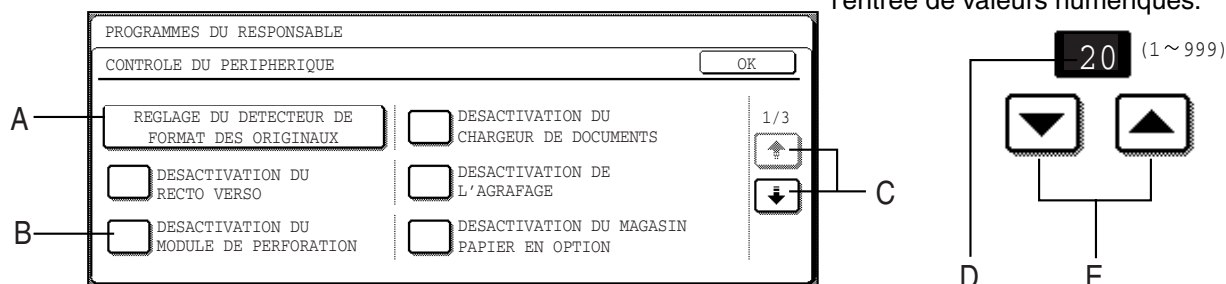 l'entrée de valeurs numériques.
PROGRAMMES DU RESPONSABLE
CONTROLE DU PERIPHERIQUE
OK
A
REGLAGE DU DETECTEUR DE
FORMAT DES ORIGINAUX
DESACTIVATION DU
CHARGEUR DE DOCUMENTS
1/3
DESACTIVATION DU
RECTO VERSO
DESACTIVATION DE
L'AGRAFAGE
C
B
DESACTIVATION DU
MODULE DE PERFORATION
DESACTIVATION DU MAGASIN
PAPIER EN OPTION
20
(1~999)
D
E